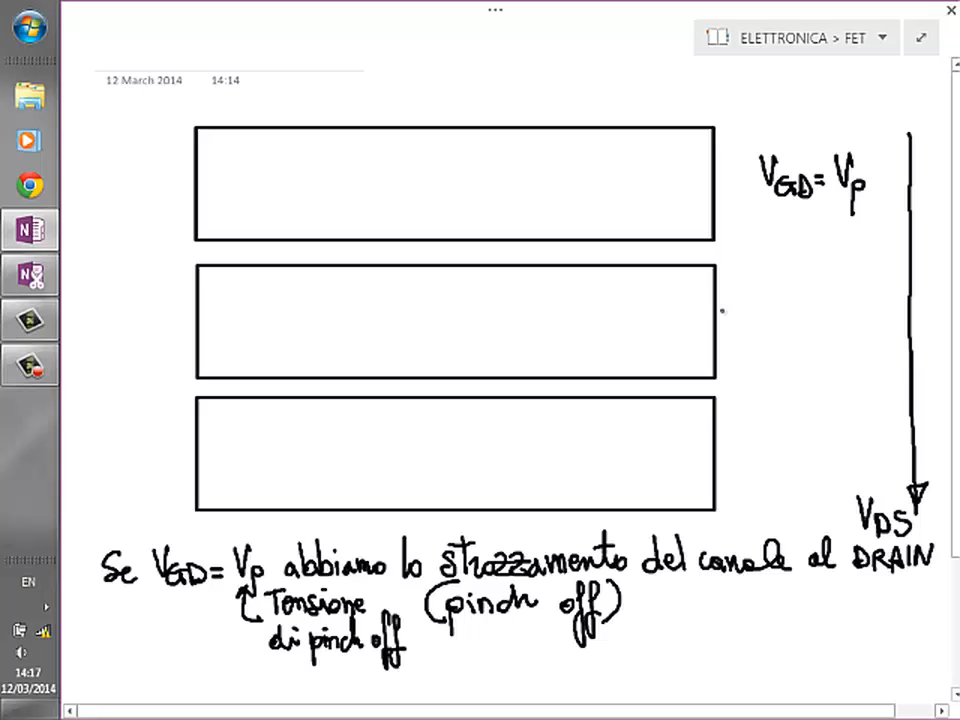 ...
ELETTRONICA > FET
12 March 2014 14:14
VGD = Vp
VDS
Se VGD = Vp abbiamo lo strozzamento del canale al DRAIN
Tensione (pinch off)
di pinch off
EN
14:17
12/03/2014